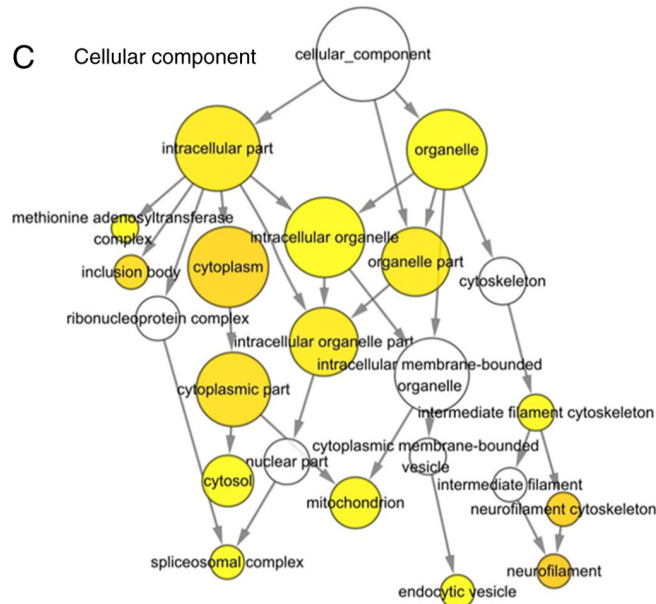 C Cellular component
cellular_component
intracellular part
organelle
methionine adenosyltransferase
complex
intracellular organelle
organelle part
inclusion body
cytoplasm
cytoskeleton
ribonucleoprotein complex
intracellular organelle part
intracellular membrane-bounded
organelle
cytoplasmic part
intermediate filament cytoskeleton
cytoplasmic membrane-bounded
vesicle
nuclear part
cytosol
mitochondrion
intermediate filament
neurofilament cytoskeleton
spliceosomal complex
neurofilament
endocytic vesicle